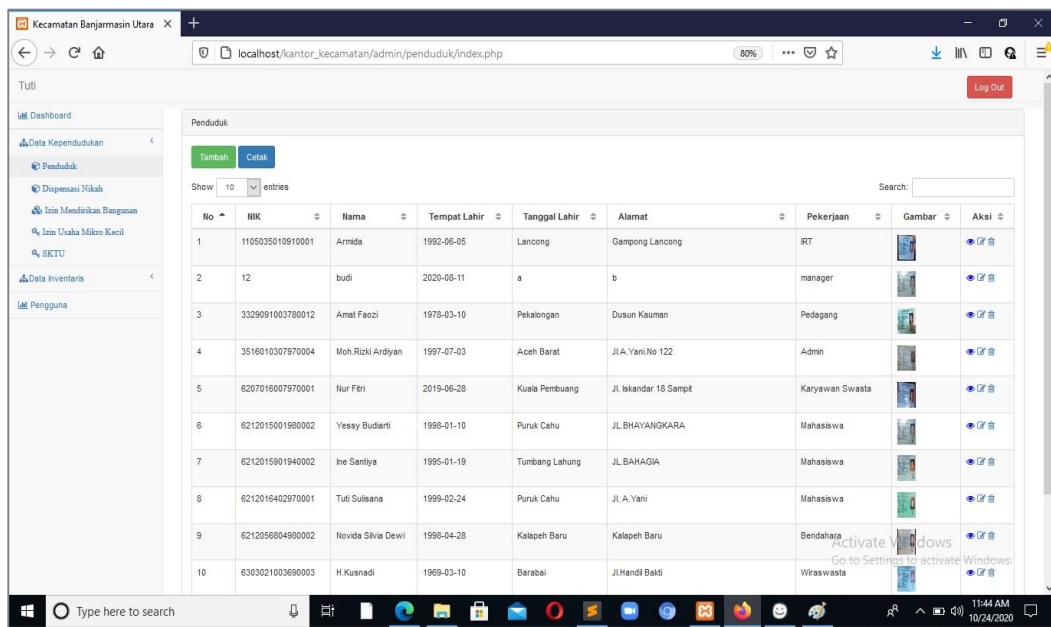 Kecamatan Banjarmasin Utara
localhost/kantor_kecamatan/admin/penduduk/index.php 80%
Tuti Log Out
Dashboard
Data Kependudukan
Penduduk
Dispensasi Nikah
Izin Mendirikan Bangunan
Izin Usaha Mikro Kecil
SKTU
Data Inventaris
Pengguna
Penduduk
Tambah Cetak
Show 10 entries Search:
No NIK Nama Tempat Lahir Tanggal Lahir Alamat Pekerjaan Gambar Aksi
1 1105035010910001 Armida 1992-06-05 Lancong Gampong Lancong IRT
2 12 budi 2020-08-11 a b manager
3 3329091003780012 Amat Faozi 1978-03-10 Pekalongan Dusun Kauman Pedagang
4 3516010307970004 Moh.Rizki Ardiyan 1997-07-03 Aceh Barat Jl.A.Yani.No 122 Admin
5 6207016007970001 Nur Fitri 2019-06-28 Kuala Pembuang Jl. Iskandar 18 Sampit Karyawan Swasta
6 6212015001980002 Yessy Budiarti 1998-01-10 Puruk Cahu JL.BHAYANGKARA Mahasiswa
7 6212015901940002 Ine Santiya 1995-01-19 Tumbang Lahung JL.BAHAGIA Mahasiswa
8 6212016402970001 Tuti Sulisana 1999-02-24 Puruk Cahu Jl. A.Yani Mahasiswa
9 6212056804980002 Novida Silvia Dewi 1998-04-28 Kalapeh Baru Kalapeh Baru Bendahara
10 6303021003690003 H.Kusnadi 1969-03-10 Barabai Jl.Handil Bakti Wiraswasta
Activate Windows
Go to Settings to activate Windows.
Type here to search
11:44 AM
10/24/2020